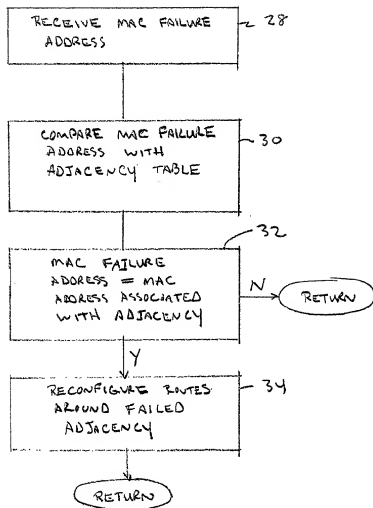 RECEIVE MAC FAILURE
ADDRESS
28
COMPARE MAC FAILURE
ADDRESS WITH
ADJACENCY TABLE
30
32
MAC FAILURE
ADDRESS = MAC
ADDRESS ASSOCIATED
WITH ADJACENCY
N
RETURN
Y
RECONFIGURE ROUTES
AROUND FAILED
ADJACENCY
34
RETURN